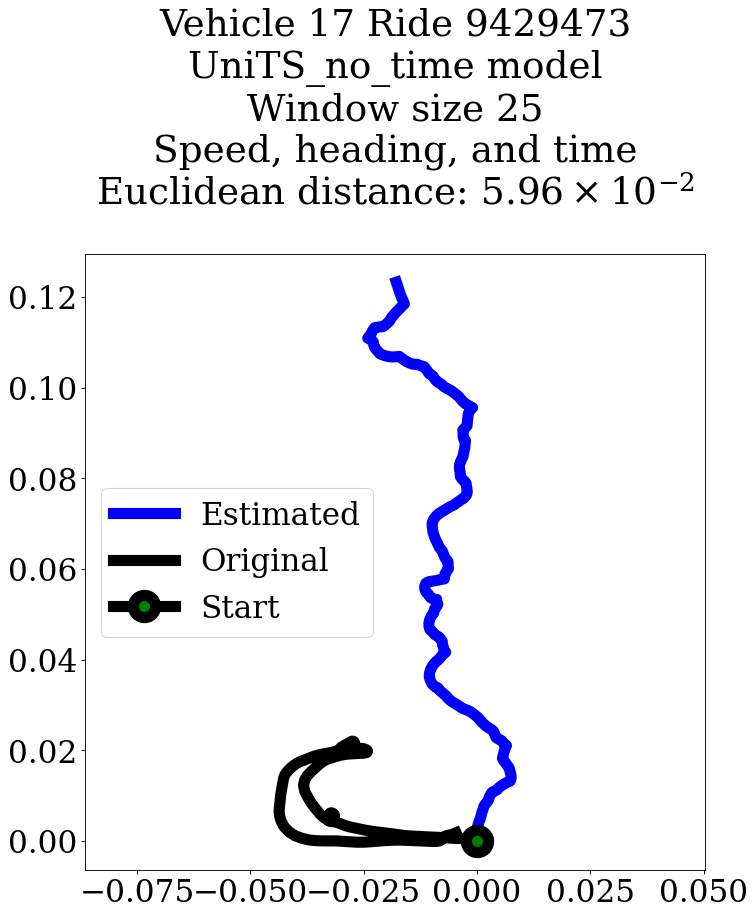 Vehicle 17 Ride 9429473
UniTS_no_time model
Window size 25
Speed, heading, and time
Euclidean distance: 5.96 × 10⁻²
0.12
0.10
0.08
0.06
0.04
0.02
0.00
Estimated
Original
Start
−0.075 −0.050 −0.025 0.000 0.025 0.050